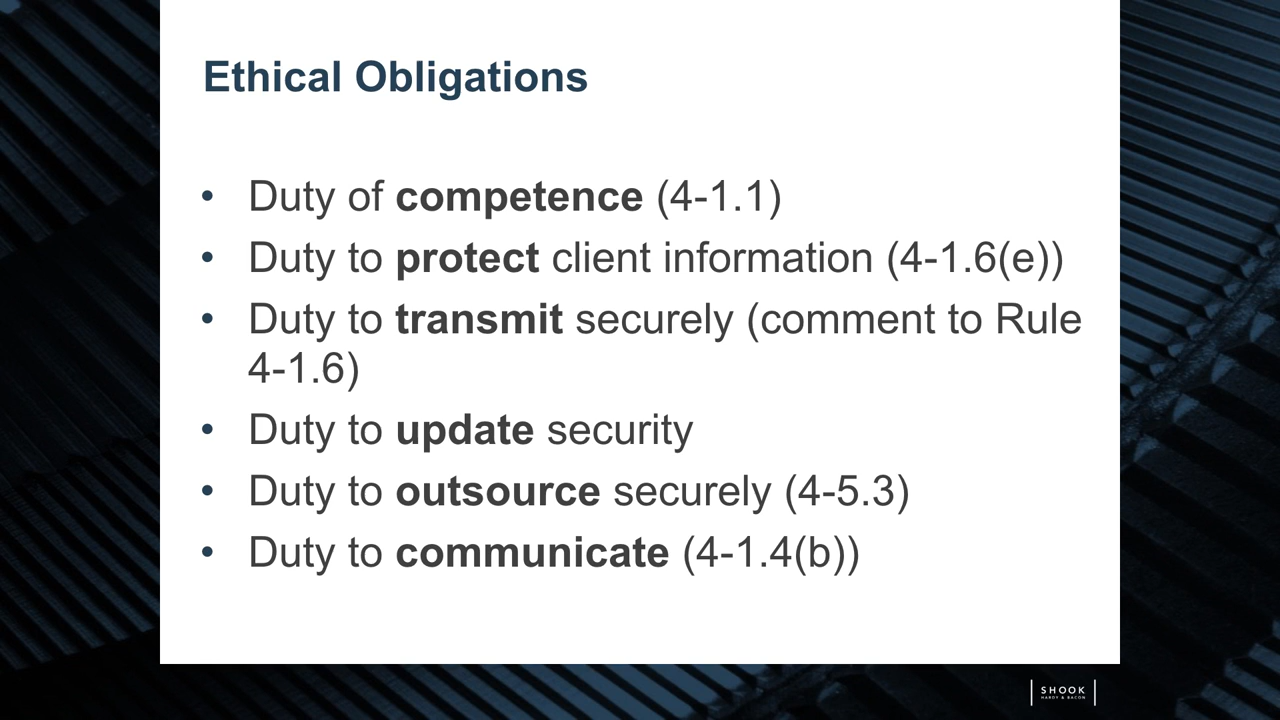 Ethical Obligations
• Duty of competence (4-1.1)
• Duty to protect client information (4-1.6(e))
• Duty to transmit securely (comment to Rule
4-1.6)
• Duty to update security
• Duty to outsource securely (4-5.3)
• Duty to communicate (4-1.4(b))
SHOOK
HARDY & BACON